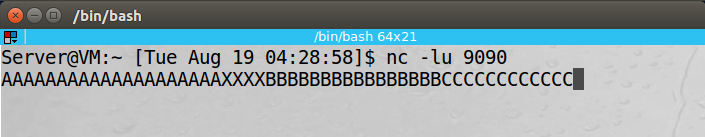 /bin/bash
/bin/bash 64x21
Server@VM:~ [Tue Aug 19 04:28:58]$ nc -lu 9090
AAAAAAAAAAAAAAAAAAAAXXXXBBBBBBBBBBBBBBBBCCCCCCCCCCCC